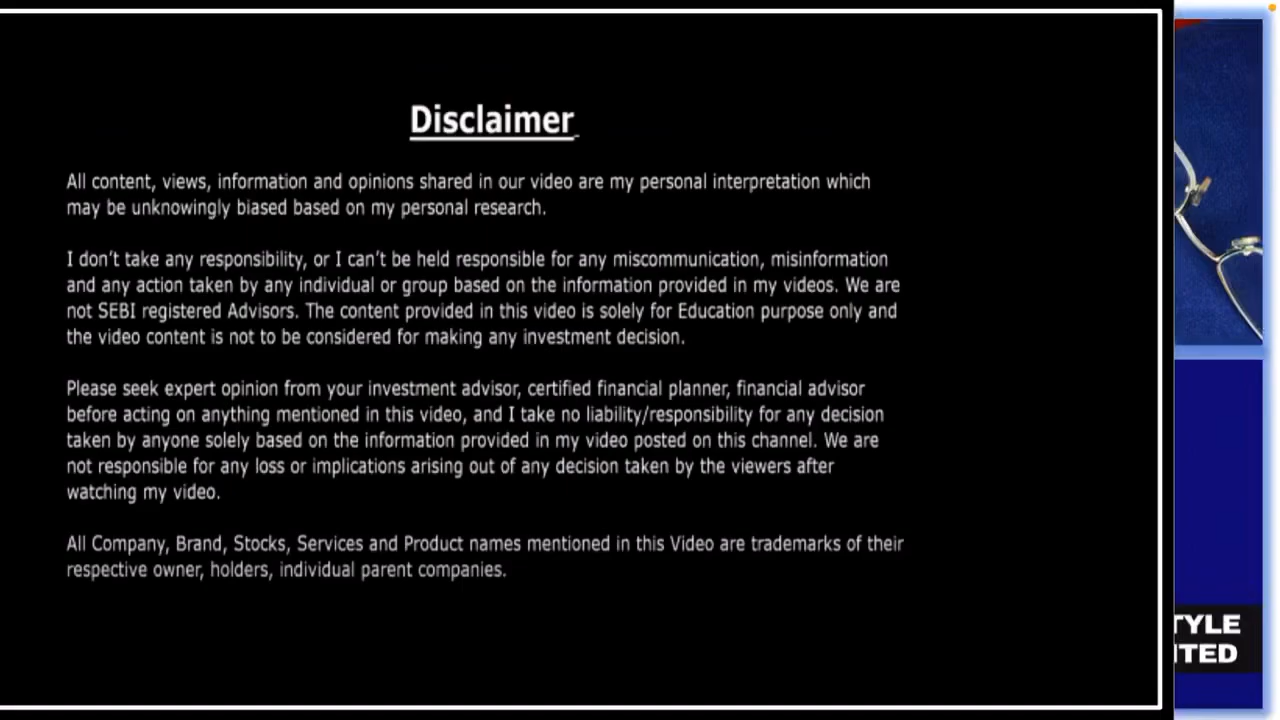 Disclaimer
All content, views, information and opinions shared in our video are my personal interpretation which
may be unknowingly biased based on my personal research.
I don't take any responsibility, or I can't be held responsible for any miscommunication, misinformation
and any action taken by any individual or group based on the information provided in my videos. We are
not SEBI registered Advisors. The content provided in this video is solely for Education purpose only and
the video content is not to be considered for making any investment decision.
Please seek expert opinion from your investment advisor, certified financial planner, financial advisor
before acting on anything mentioned in this video, and I take no liability/responsibility for any decision
taken by anyone solely based on the information provided in my video posted on this channel. We are
not responsible for any loss or implications arising out of any decision taken by the viewers after
watching my video.
All Company, Brand, Stocks, Services and Product names mentioned in this Video are trademarks of their
respective owner, holders, individual parent companies.
TYLE
ITED